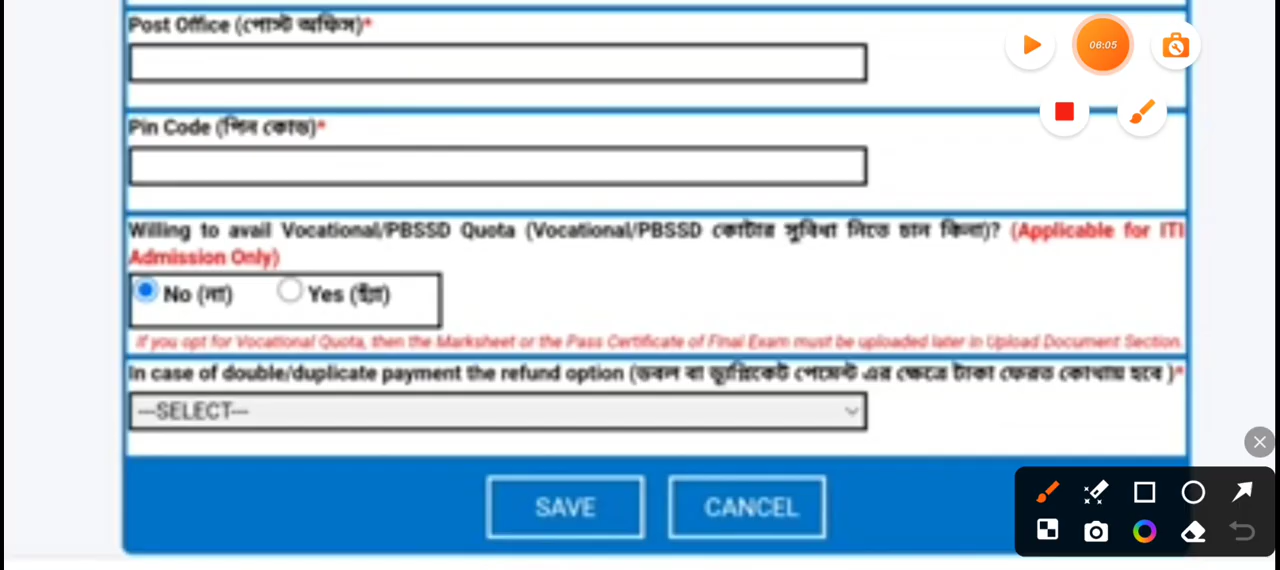 Post Office (পোস্ট অফিস)*
06:05
Pin Code (পিন কোড)*
Willing to avail Vocational/PBSSD Quota (Vocational/PBSSD কোটার সুবিধা নিতে চান কিনা)? (Applicable for ITI
Admission Only)
No (না) Yes (হ্যাঁ)
If you opt for Vocational Quota, then the Marksheet or the Pass Certificate of Final Exam must be uploaded later in Upload Document Section.
In case of double/duplicate payment the refund option (ডবল বা ডুপ্লিকেট পেমেন্ট এর ক্ষেত্রে টাকা ফেরত কোথায় হবে )*
---SELECT---
SAVE CANCEL